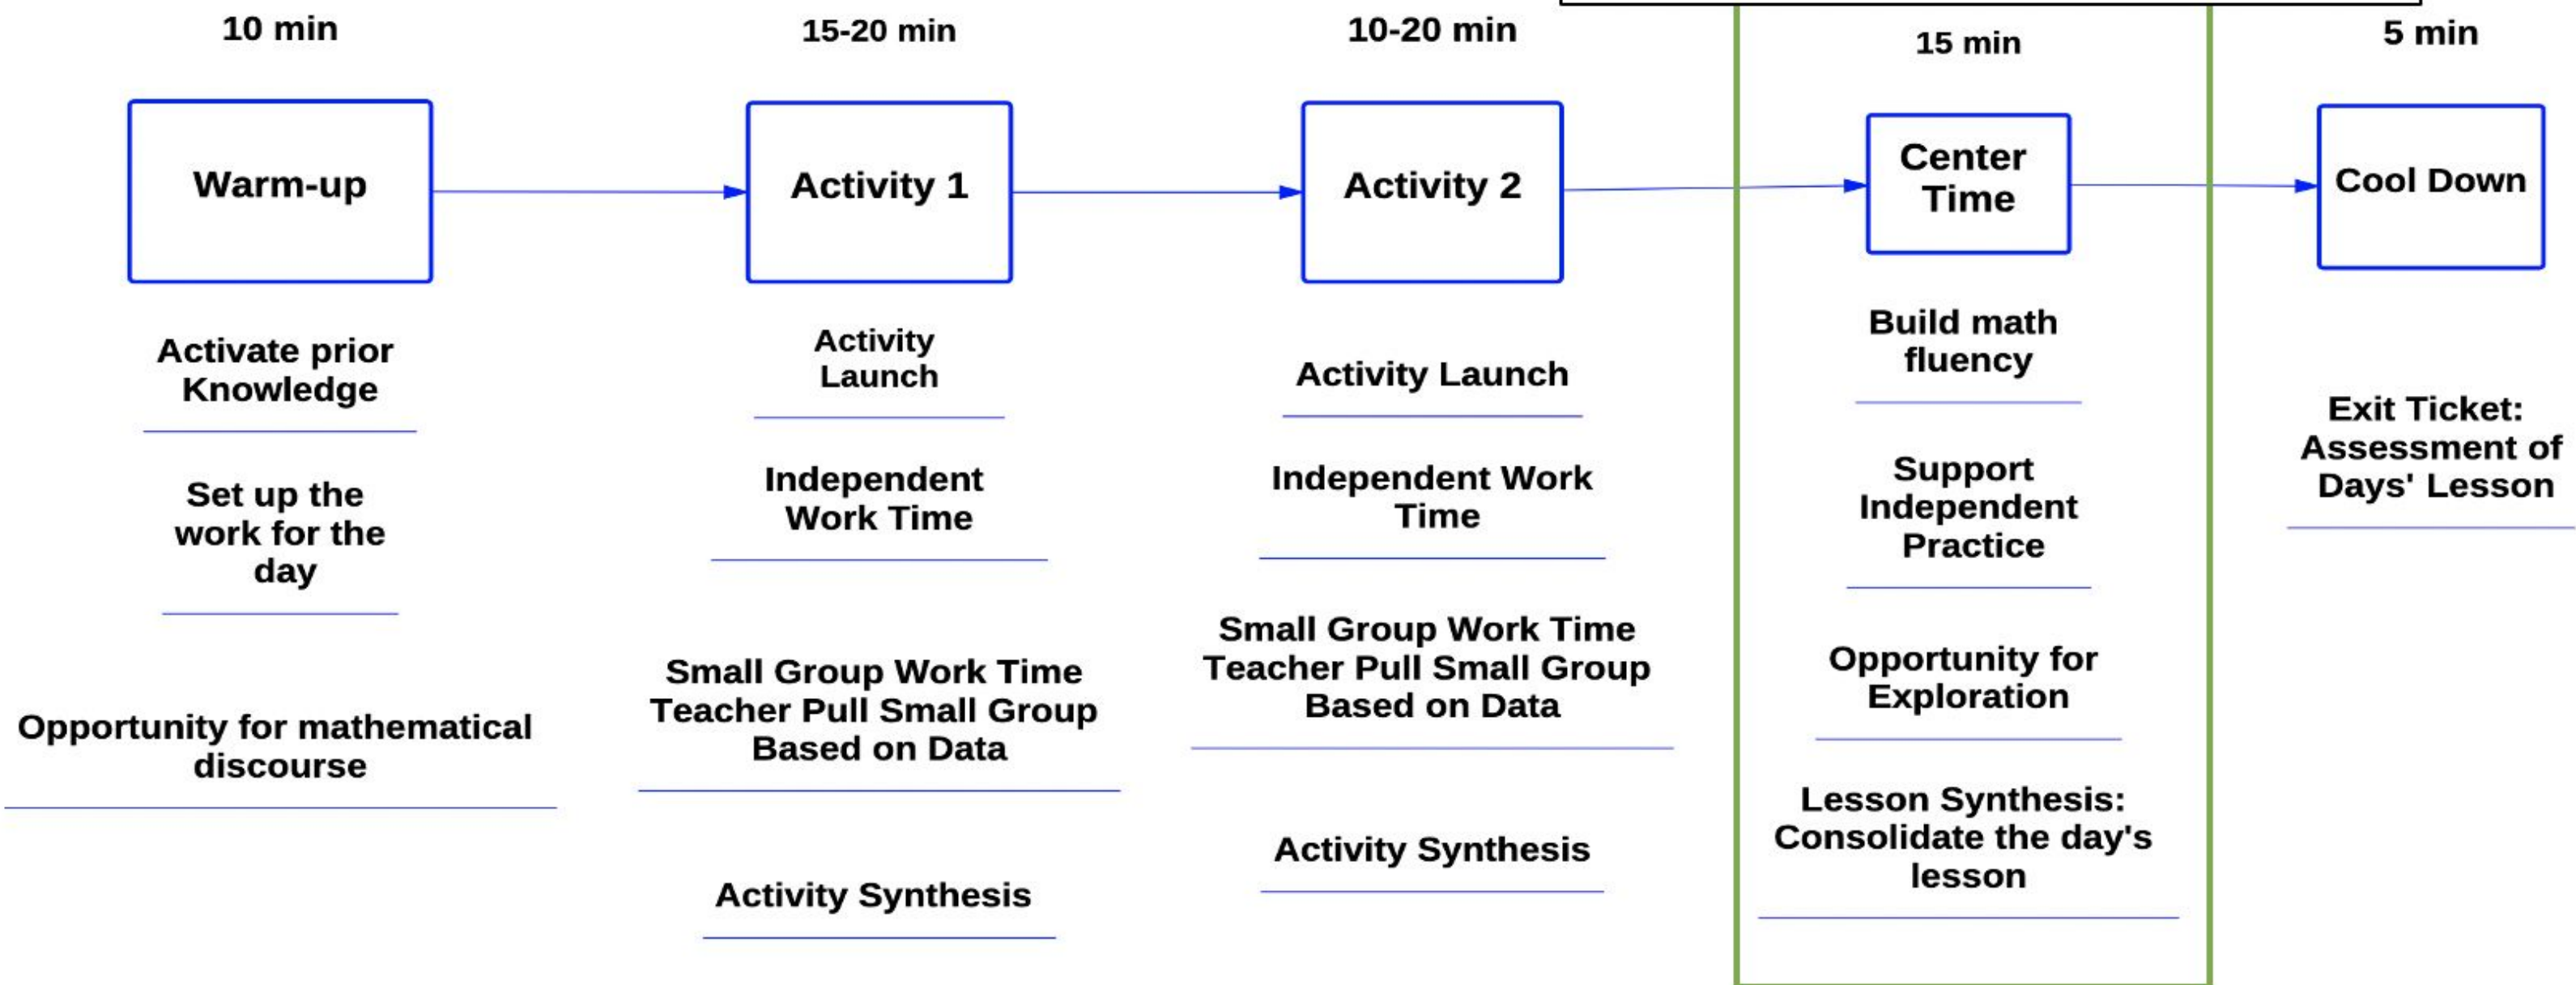 10 min
15-20 min
10-20 min
15 min
5 min
Warm-up
Activity 1
Activity 2
Center
Time
Cool Down
Activate prior
Knowledge
Set up the
work for the
day
Opportunity for mathematical
discourse
Activity
Launch
Independent
Work Time
Small Group Work Time
Teacher Pull Small Group
Based on Data
Activity Synthesis
Activity Launch
Independent Work
Time
Small Group Work Time
Teacher Pull Small Group
Based on Data
Activity Synthesis
Build math
fluency
Support
Independent
Practice
Opportunity for
Exploration
Lesson Synthesis:
Consolidate the day's
lesson
Exit Ticket:
Assessment of
Days' Lesson